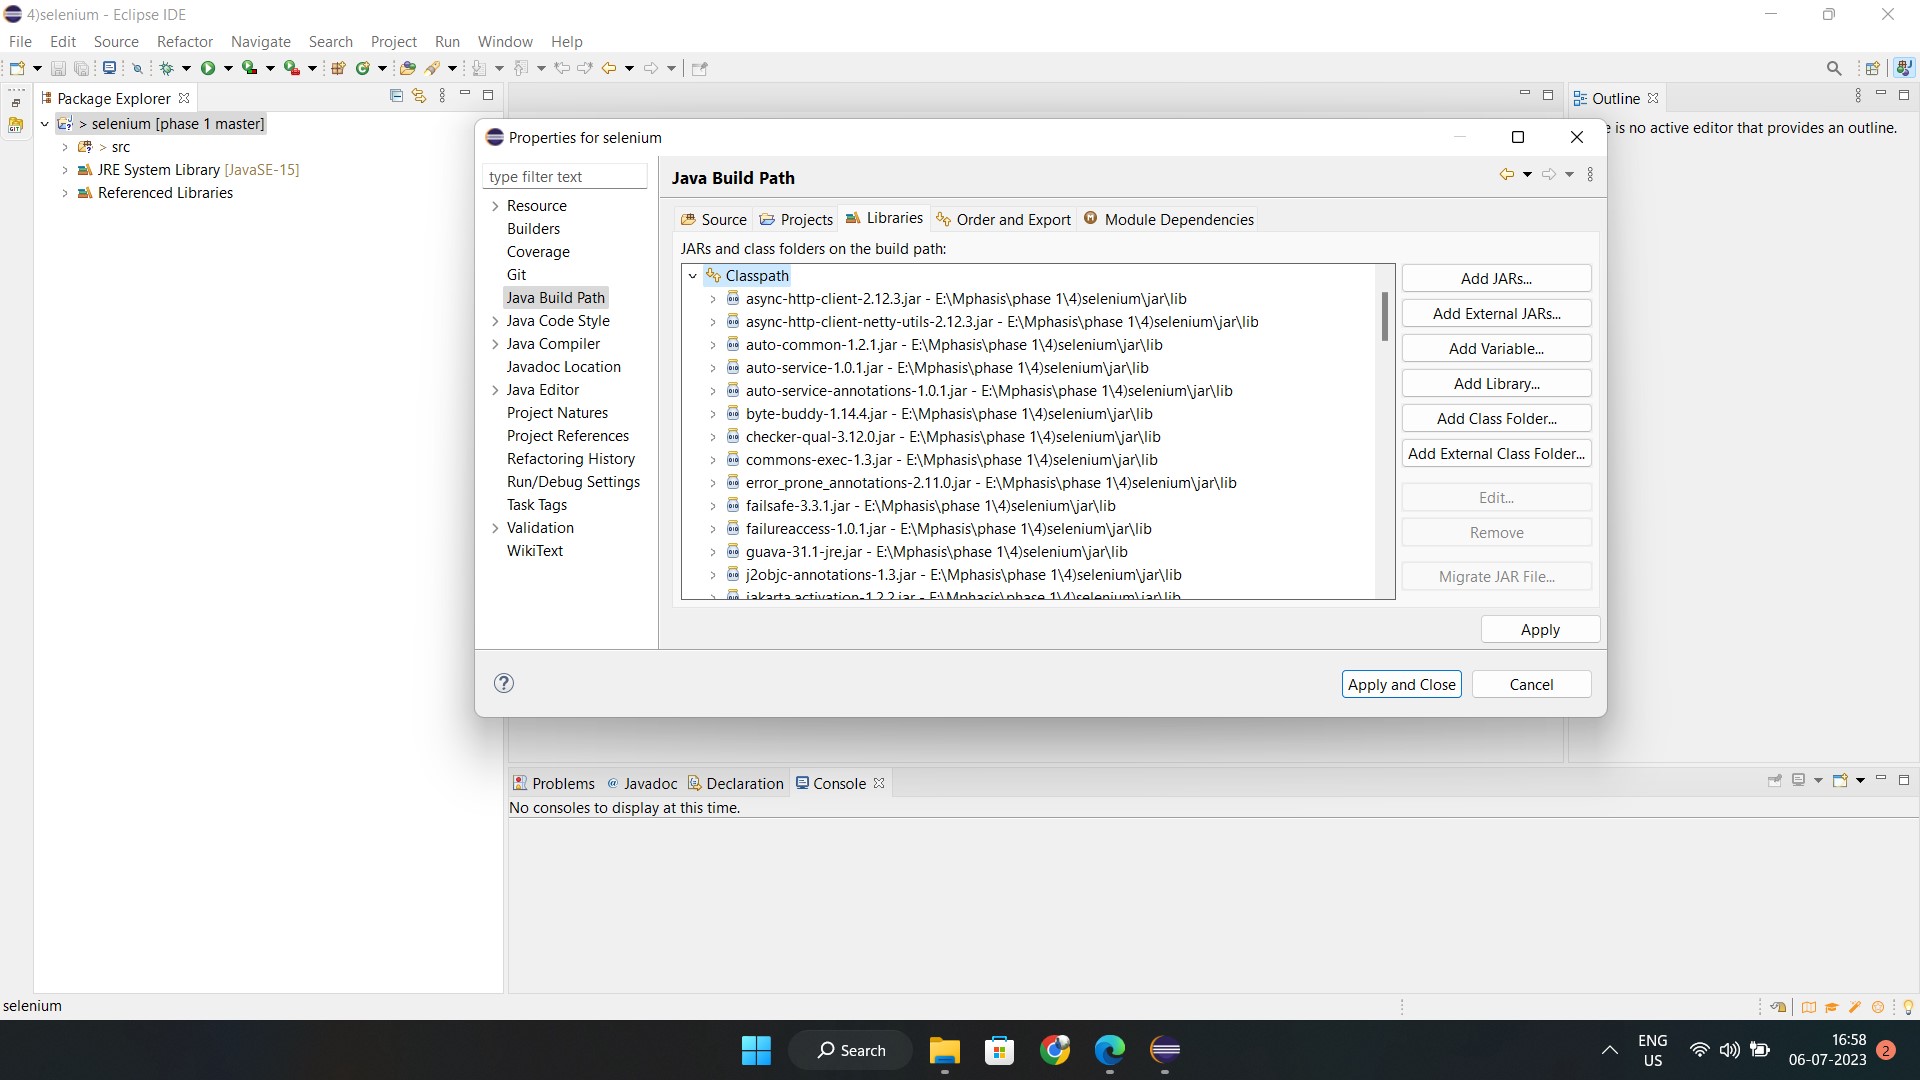 4)selenium - Eclipse IDE
File Edit Source Refactor Navigate Search Project Run Window Help
Package Explorer
> selenium [phase 1 master]
> src
JRE System Library [JavaSE-15]
Referenced Libraries
Outline
e is no active editor that provides an outline.
Properties for selenium
type filter text
Resource
Builders
Coverage
Git
Java Build Path
Java Code Style
Java Compiler
Javadoc Location
Java Editor
Project Natures
Project References
Refactoring History
Run/Debug Settings
Task Tags
Validation
WikiText
Java Build Path
Source Projects Libraries Order and Export Module Dependencies
JARs and class folders on the build path:
Classpath
async-http-client-2.12.3.jar - E:\Mphasis\phase 1\4)selenium\jar\lib
async-http-client-netty-utils-2.12.3.jar - E:\Mphasis\phase 1\4)selenium\jar\lib
auto-common-1.2.1.jar - E:\Mphasis\phase 1\4)selenium\jar\lib
auto-service-1.0.1.jar - E:\Mphasis\phase 1\4)selenium\jar\lib
auto-service-annotations-1.0.1.jar - E:\Mphasis\phase 1\4)selenium\jar\lib
byte-buddy-1.14.4.jar - E:\Mphasis\phase 1\4)selenium\jar\lib
checker-qual-3.12.0.jar - E:\Mphasis\phase 1\4)selenium\jar\lib
commons-exec-1.3.jar - E:\Mphasis\phase 1\4)selenium\jar\lib
error_prone_annotations-2.11.0.jar - E:\Mphasis\phase 1\4)selenium\jar\lib
failsafe-3.3.1.jar - E:\Mphasis\phase 1\4)selenium\jar\lib
failureaccess-1.0.1.jar - E:\Mphasis\phase 1\4)selenium\jar\lib
guava-31.1-jre.jar - E:\Mphasis\phase 1\4)selenium\jar\lib
j2objc-annotations-1.3.jar - E:\Mphasis\phase 1\4)selenium\jar\lib
jakarta.activation-1.2.2.jar - E:\Mphasis\phase 1\4)selenium\jar\lib
Add JARs...
Add External JARs...
Add Variable...
Add Library...
Add Class Folder...
Add External Class Folder...
Edit...
Remove
Migrate JAR File...
Apply
Apply and Close Cancel
Problems Javadoc Declaration Console
No consoles to display at this time.
selenium
Search
ENG
US
16:58
06-07-2023
2